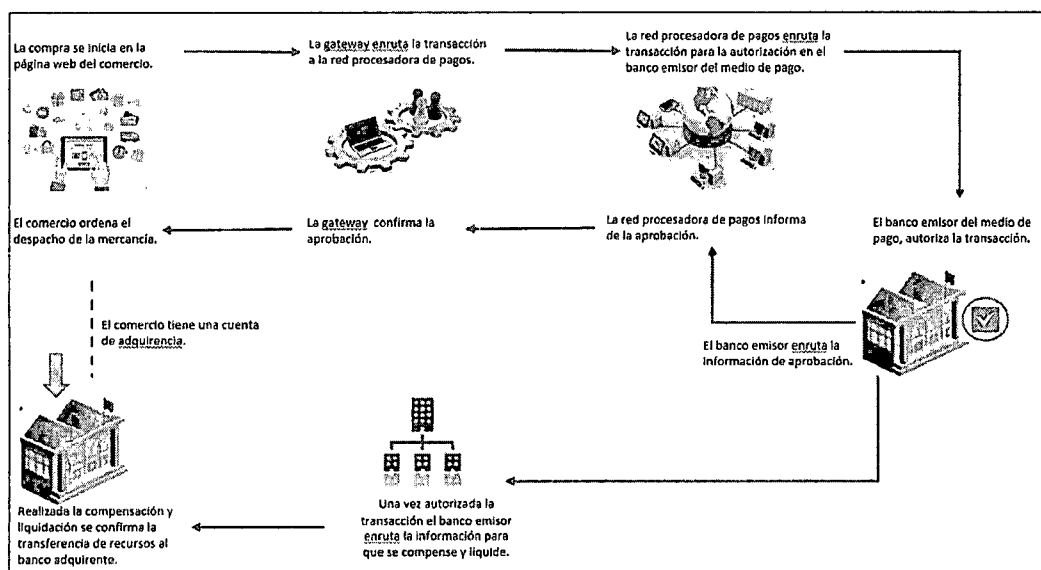 La compra se inicia en la
página web del comercio.
La gateway enruta la transacción
a la red procesadora de pagos.
La red procesadora de pagos enruta la
transacción para la autorización en el
banco emisor del medio de pago.
El comercio ordena el
despacho de la mercancía.
La gateway confirma la
aprobación.
La red procesadora de pagos informa
de la aprobación.
El banco emisor del medio de
pago, autoriza la transacción.
El comercio tiene una cuenta
de adquirencia.
El banco emisor enruta la
información de aprobación.
Una vez autorizada la
transacción el banco emisor
enruta la información para
que se compense y liquide.
Realizada la compensación y
liquidación se confirma la
transferencia de recursos al
banco adquirente.